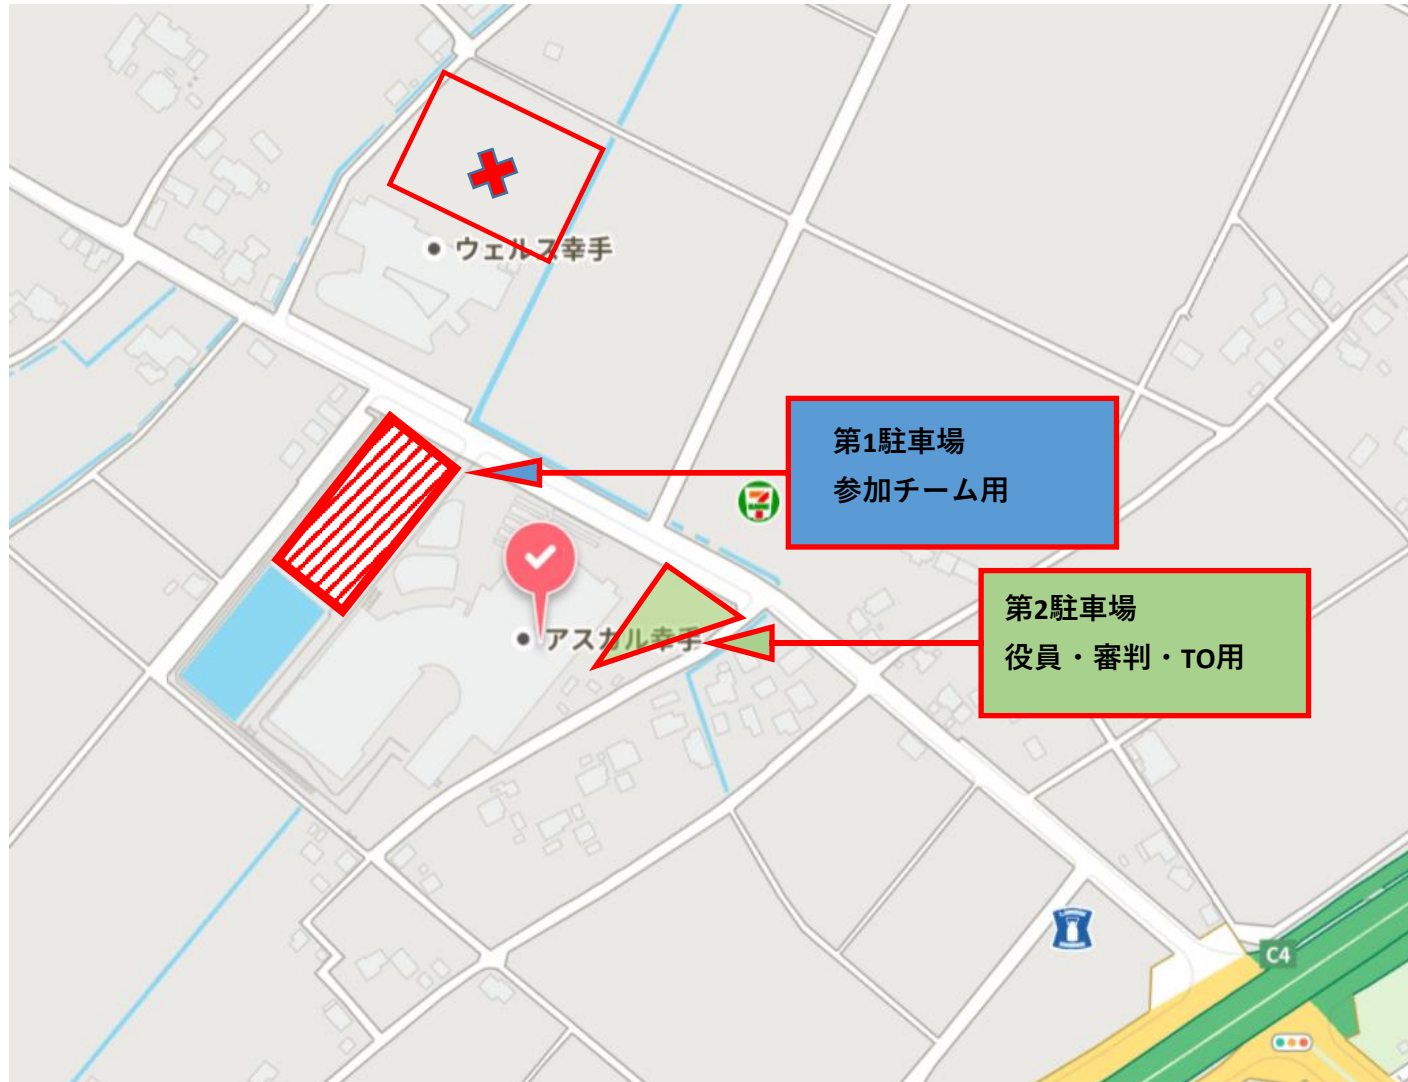 ウェルス幸手
第1駐車場
参加チーム用
アスカル幸手
第2駐車場
役員・審判・TO用
C4